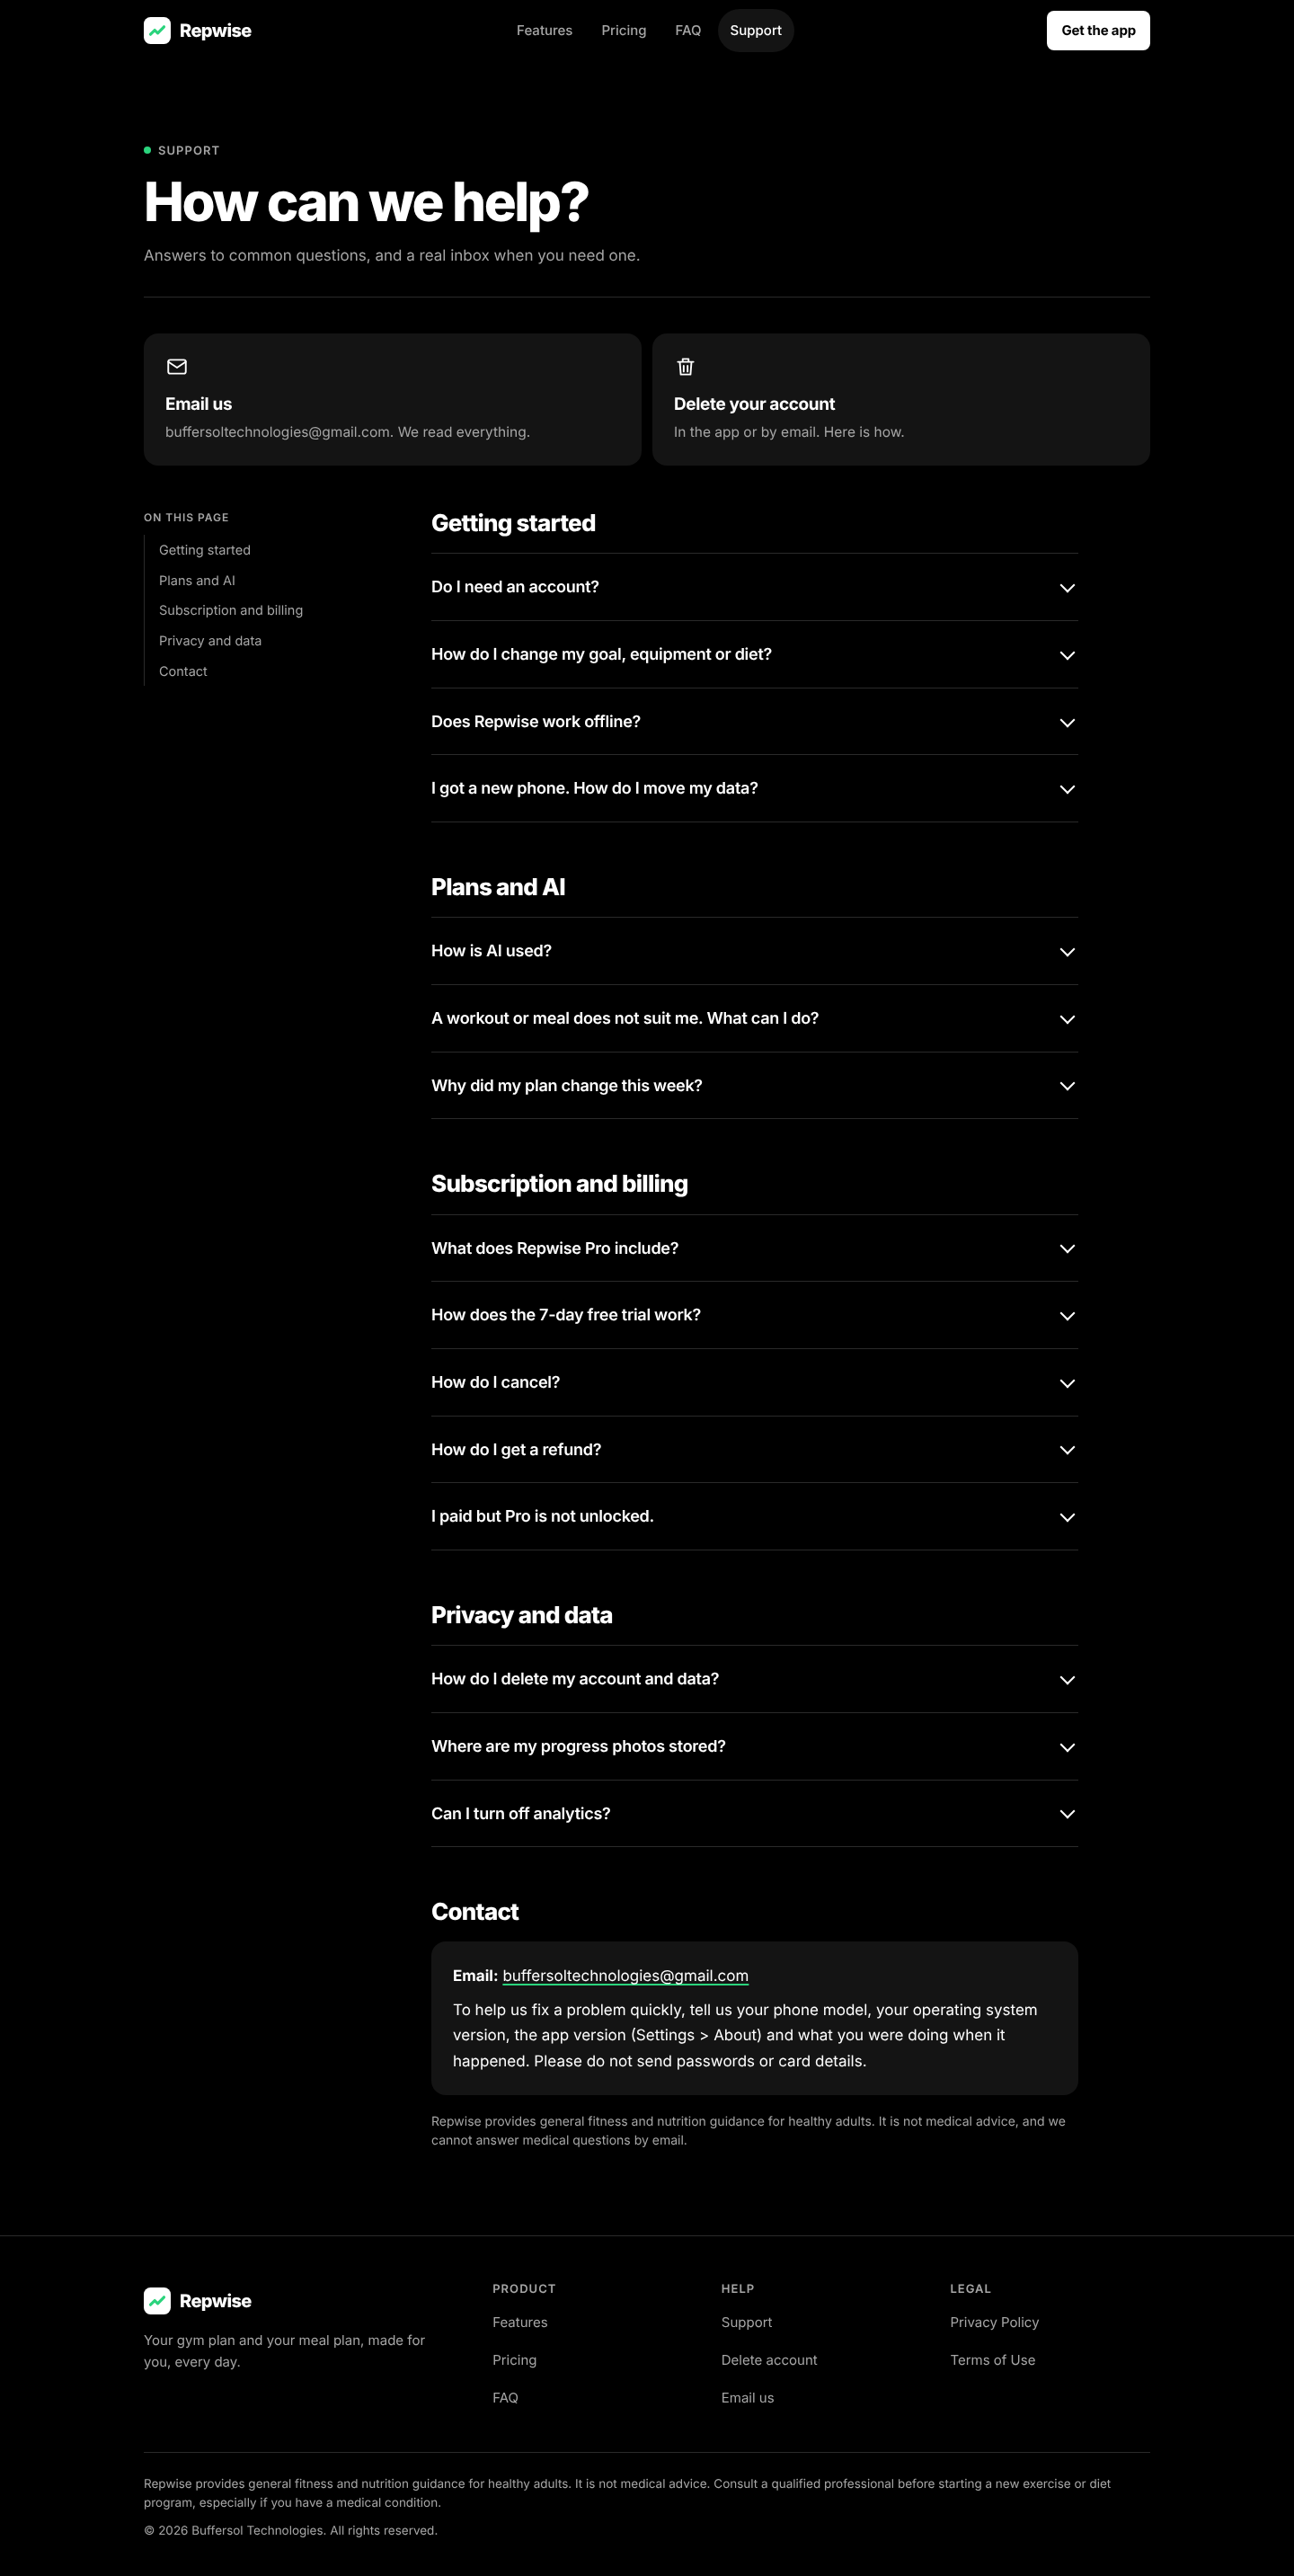 Repwise
Features
Pricing
FAQ
Support
Get the app
SUPPORT
How can we help?
Answers to common questions, and a real inbox when you need one.
Email us
buffersoltechnologies@gmail.com. We read everything.
Delete your account
In the app or by email. Here is how.
ON THIS PAGE
Getting started
Plans and AI
Subscription and billing
Privacy and data
Contact
Getting started
Do I need an account?
How do I change my goal, equipment or diet?
Does Repwise work offline?
I got a new phone. How do I move my data?
Plans and AI
How is AI used?
A workout or meal does not suit me. What can I do?
Why did my plan change this week?
Subscription and billing
What does Repwise Pro include?
How does the 7-day free trial work?
How do I cancel?
How do I get a refund?
I paid but Pro is not unlocked.
Privacy and data
How do I delete my account and data?
Where are my progress photos stored?
Can I turn off analytics?
Contact
Email: buffersoltechnologies@gmail.com
To help us fix a problem quickly, tell us your phone model, your operating system
version, the app version (Settings > About) and what you were doing when it
happened. Please do not send passwords or card details.
Repwise provides general fitness and nutrition guidance for healthy adults. It is not medical advice, and we
cannot answer medical questions by email.
Repwise
Your gym plan and your meal plan, made for
you, every day.
PRODUCT
Features
Pricing
FAQ
HELP
Support
Delete account
Email us
LEGAL
Privacy Policy
Terms of Use
Repwise provides general fitness and nutrition guidance for healthy adults. It is not medical advice. Consult a qualified professional before starting a new exercise or diet
program, especially if you have a medical condition.
© 2026 Buffersol Technologies. All rights reserved.